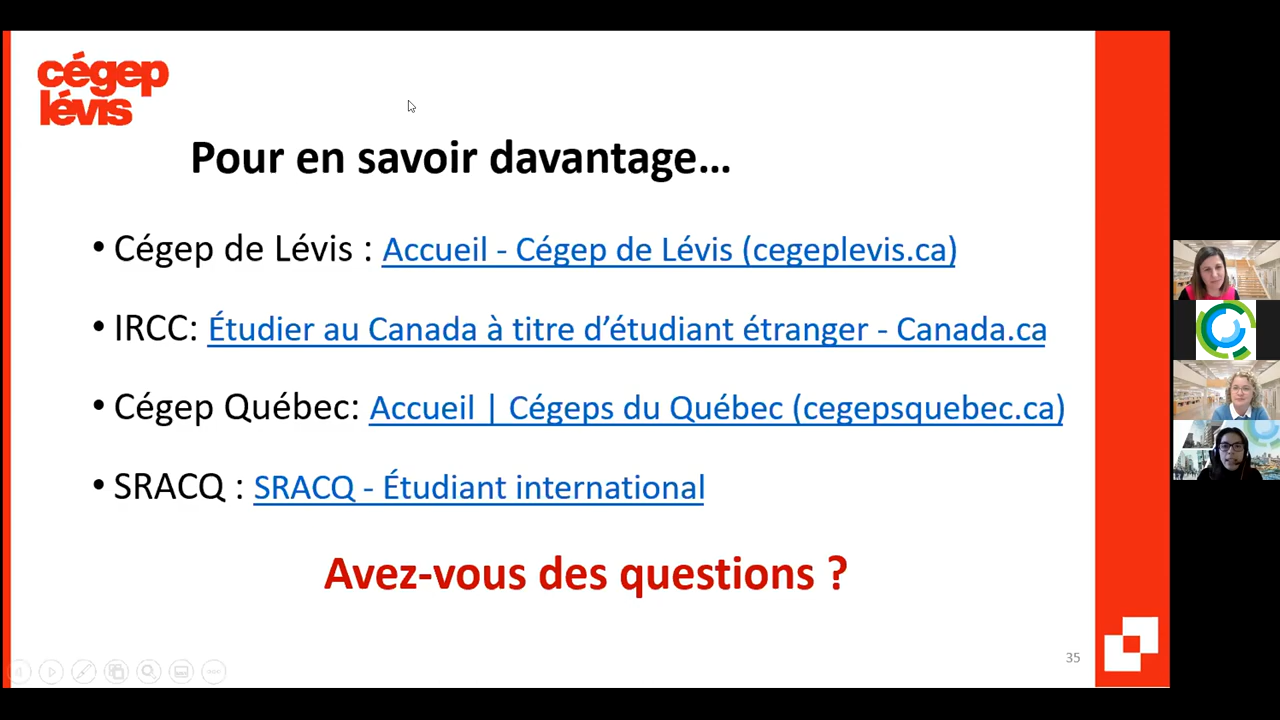 cégep
lévis
Pour en savoir davantage...
• Cégep de Lévis : Accueil - Cégep de Lévis (cegeplevis.ca)
• IRCC: Étudier au Canada à titre d'étudiant étranger - Canada.ca
• Cégep Québec: Accueil | Cégeps du Québec (cegepsquebec.ca)
• SRACQ : SRACQ - Étudiant international
Avez-vous des questions ?
35